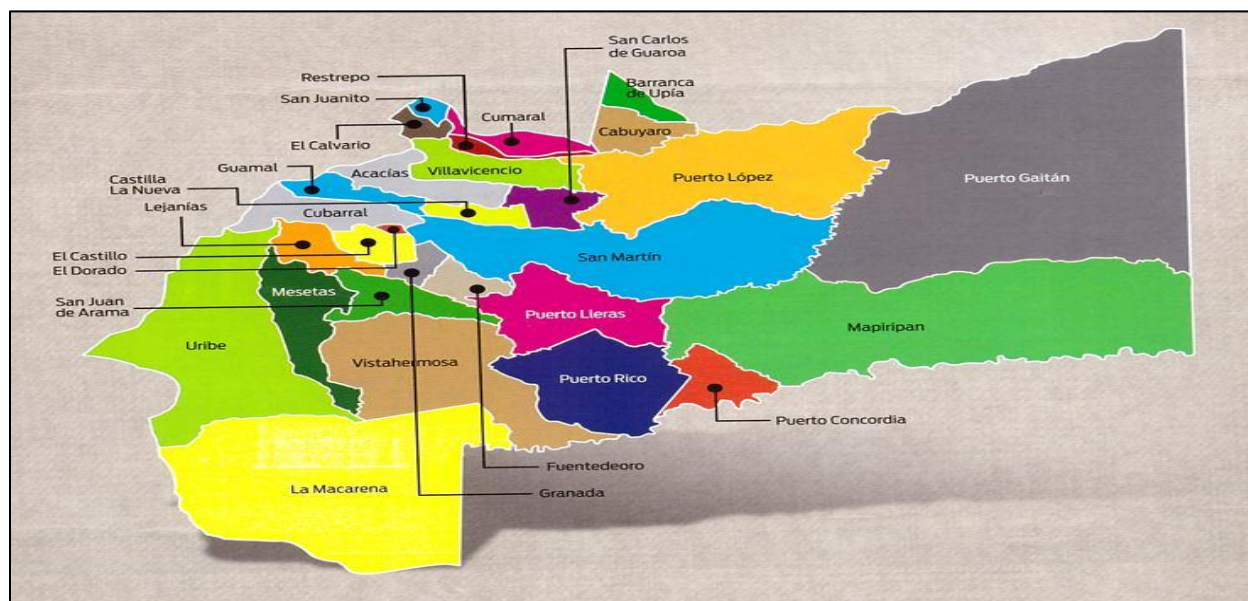 San Carlos
de Guaroa
Restrepo
Barranca
de Upía
San Juanito
Cumaral
Cabuyaro
El Calvario
Guamal
Acacías
Villavicencio
Puerto López
Puerto Gaitán
Castilla
La Nueva
Lejanías
Cubarral
El Castillo
San Martín
El Dorado
Mesetas
San Juan
de Arama
Puerto Lleras
Mapiripan
Uribe
Vistahermosa
Puerto Rico
Puerto Concordia
Fuentedeoro
La Macarena
Granada